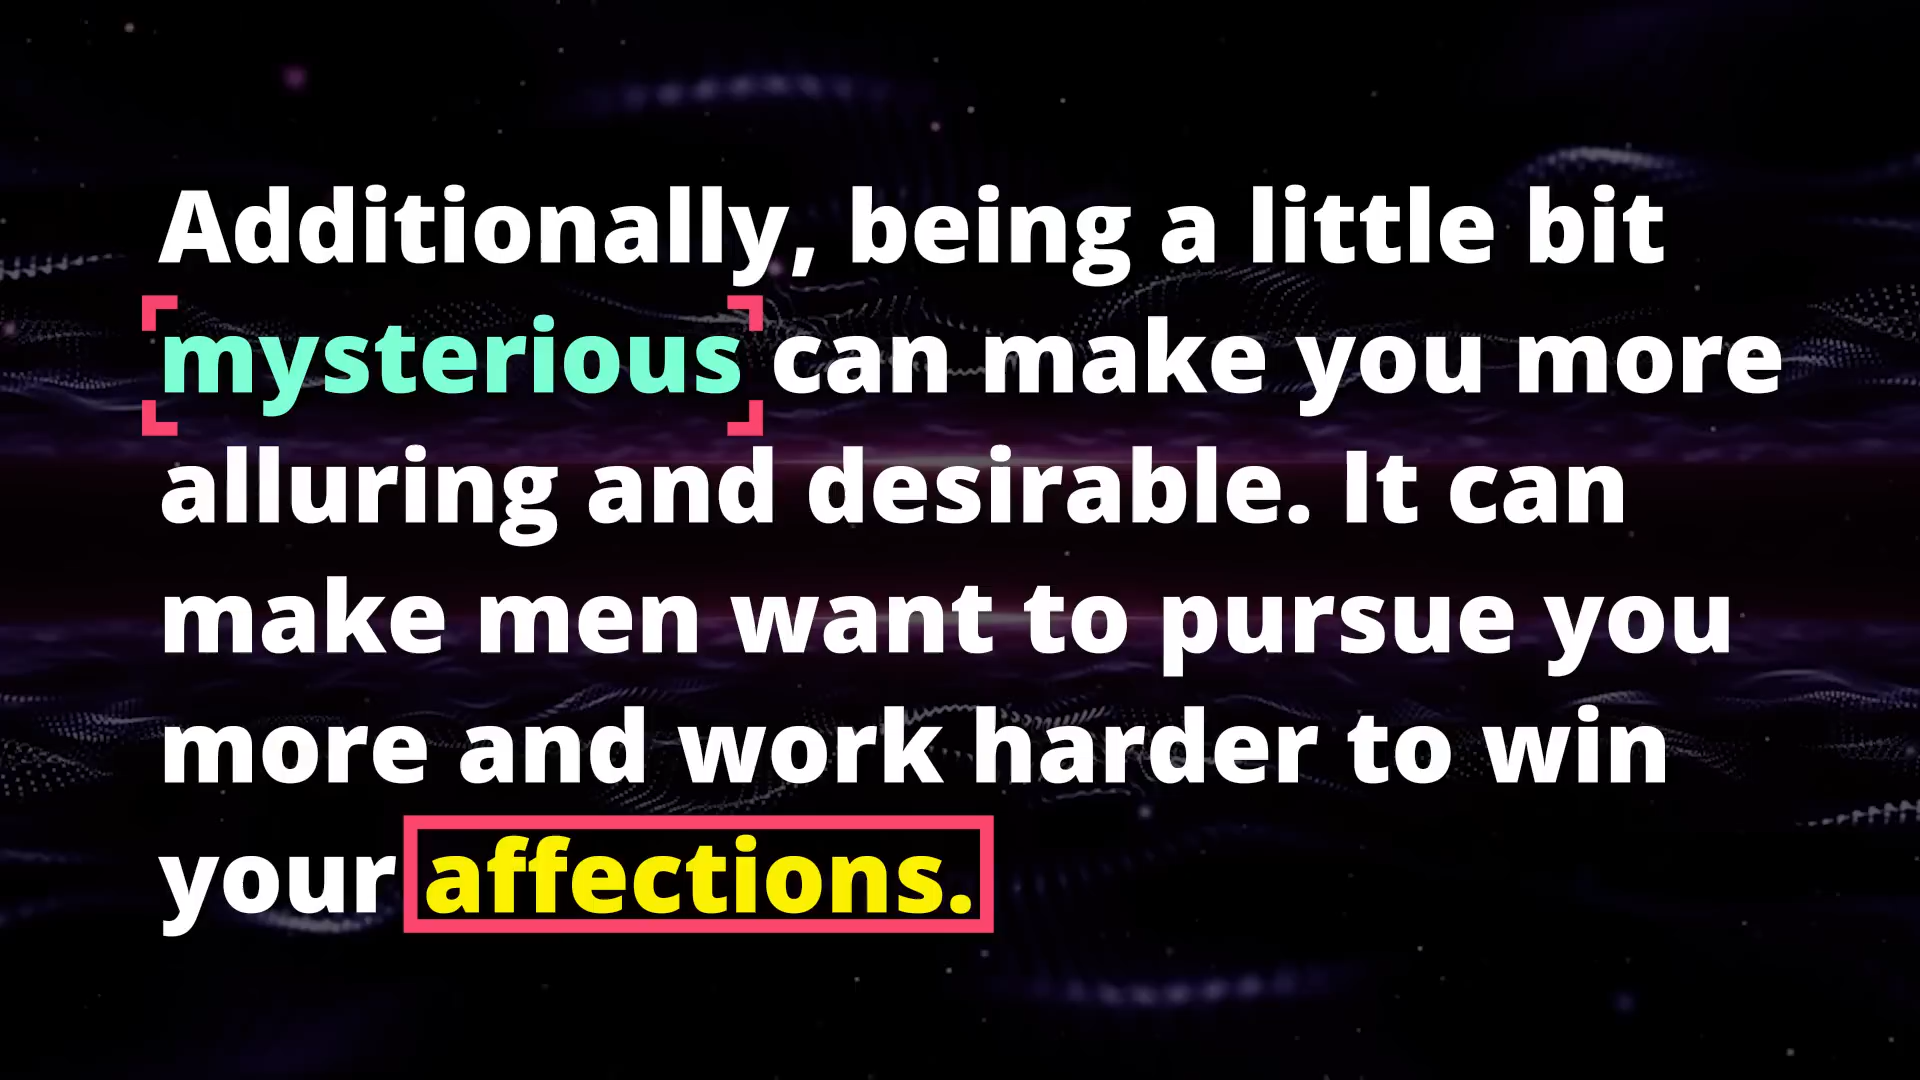 Additionally, being a little bit
mysterious can make you more
alluring and desirable. It can
make men want to pursue you
more and work harder to win
your affections.